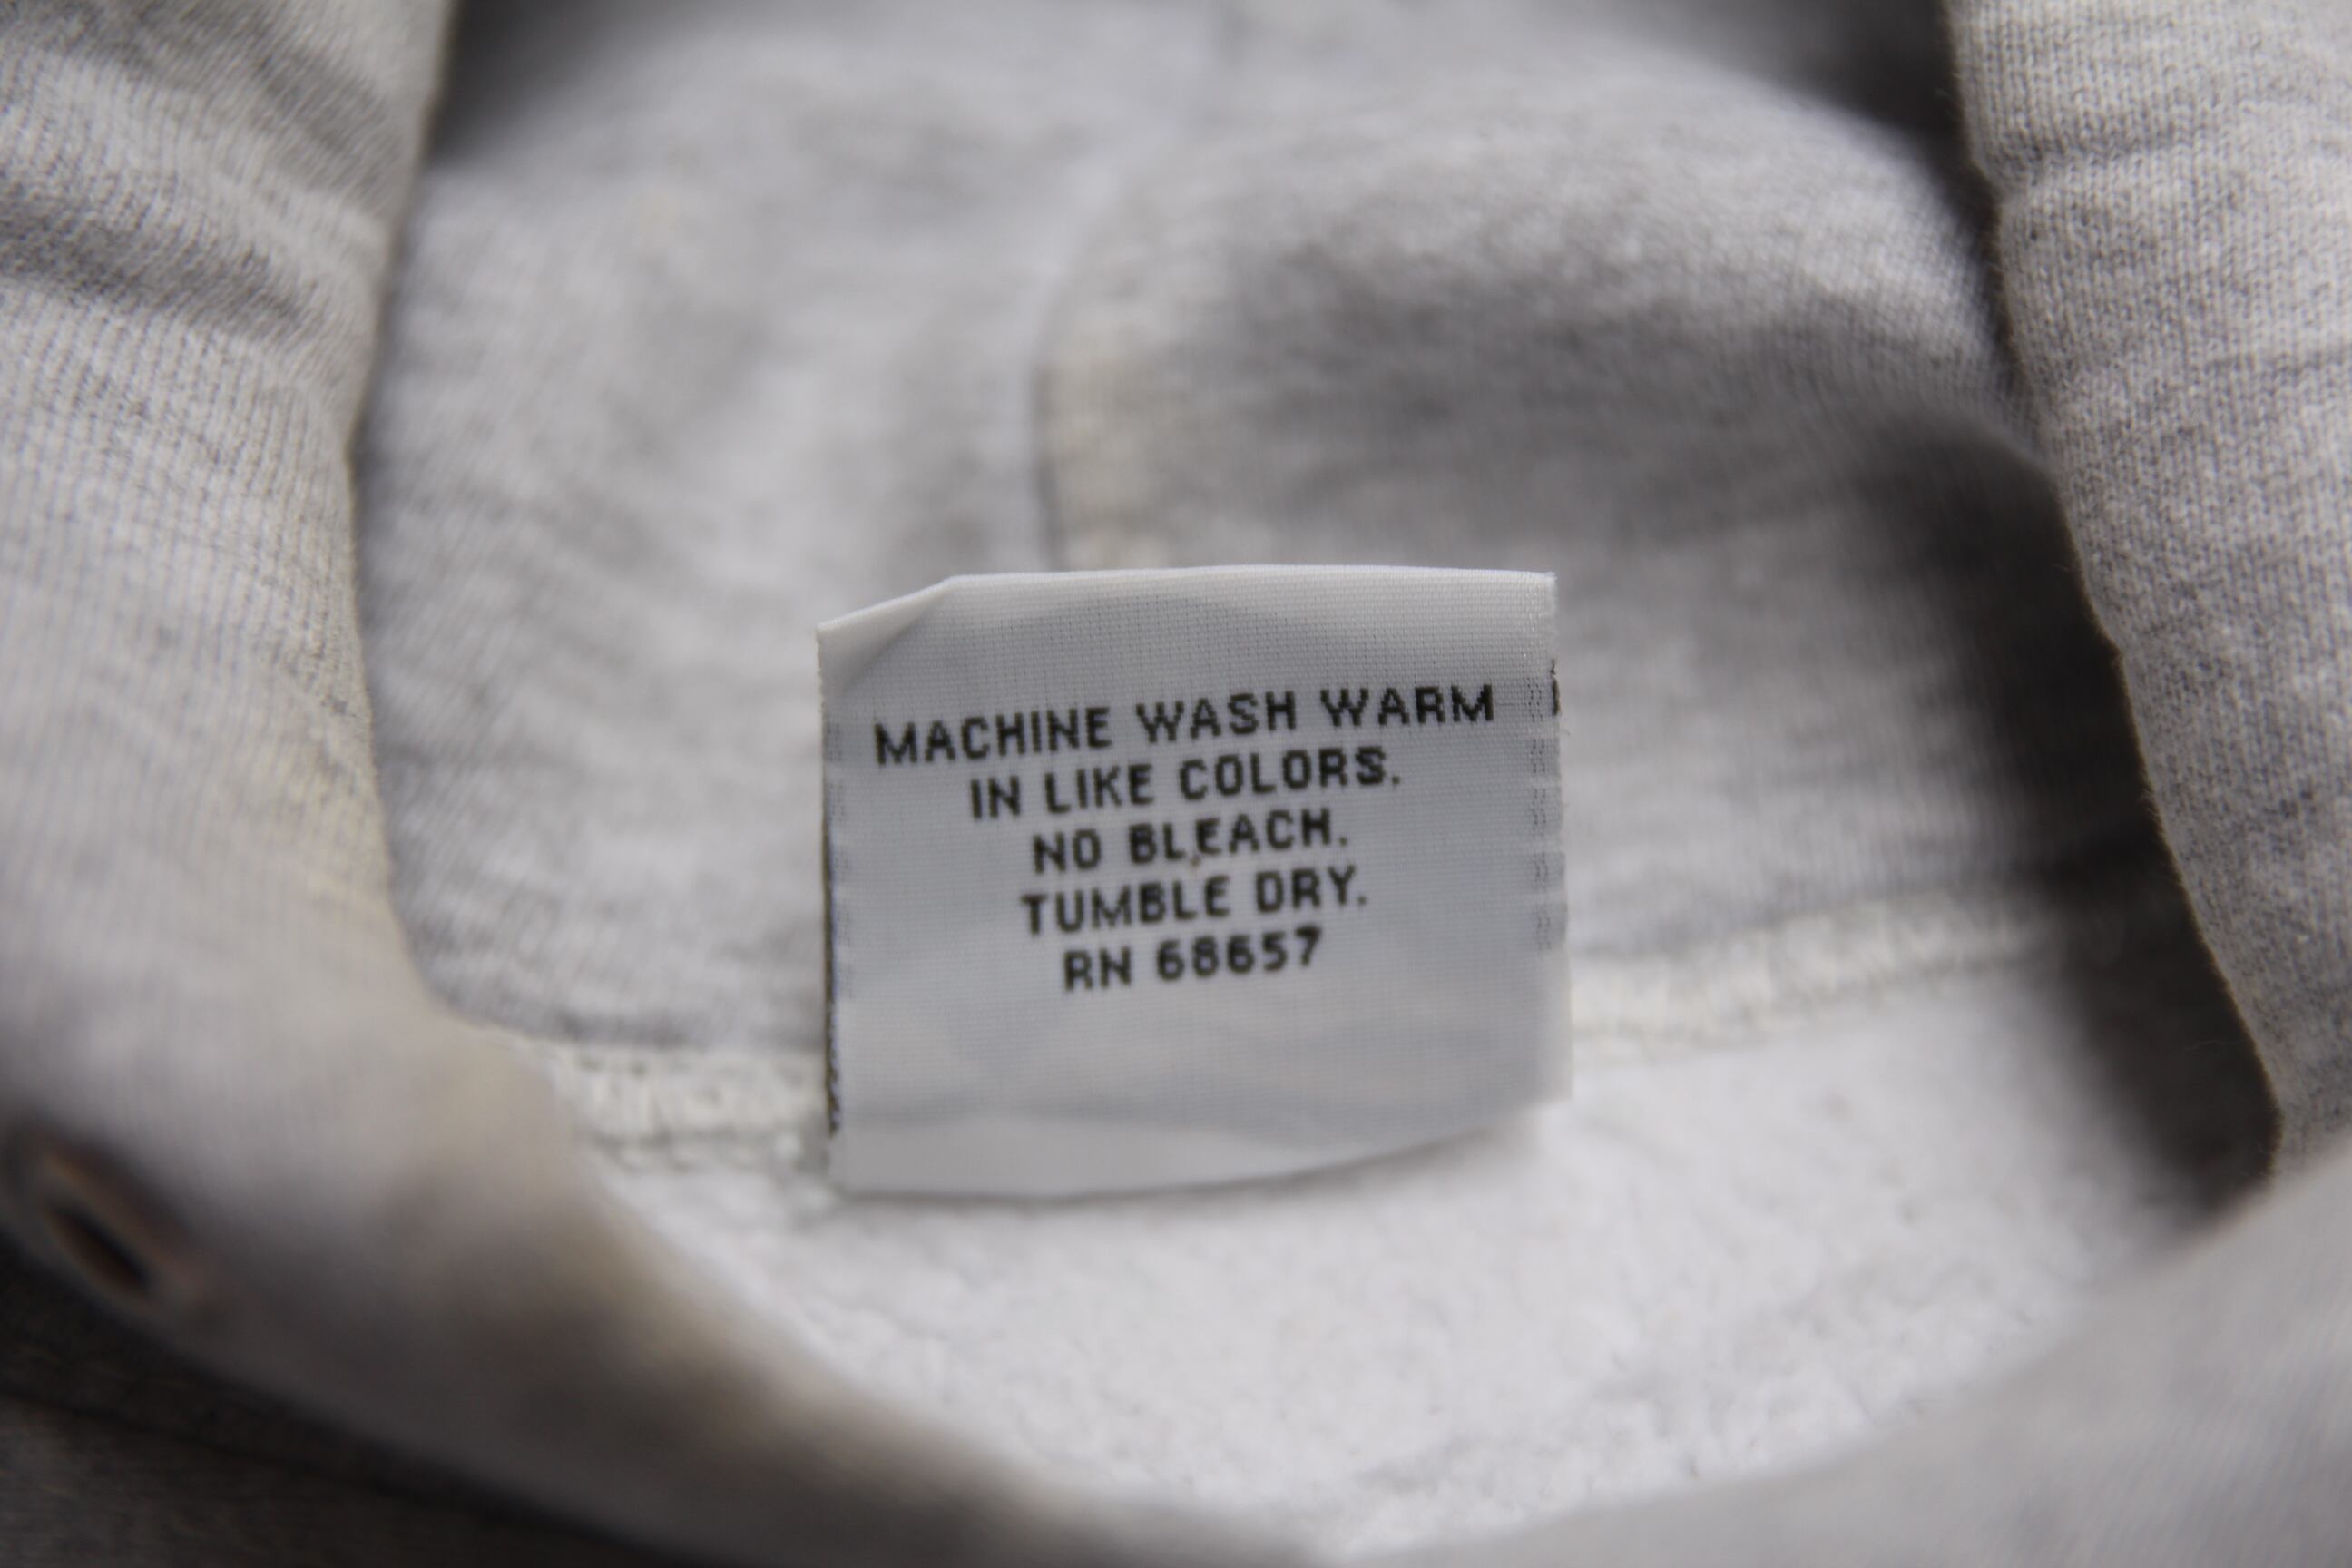 MACHINE WASH WARM
IN LIKE COLORS.
NO BLEACH.
TUMBLE DRY.
RN 68657